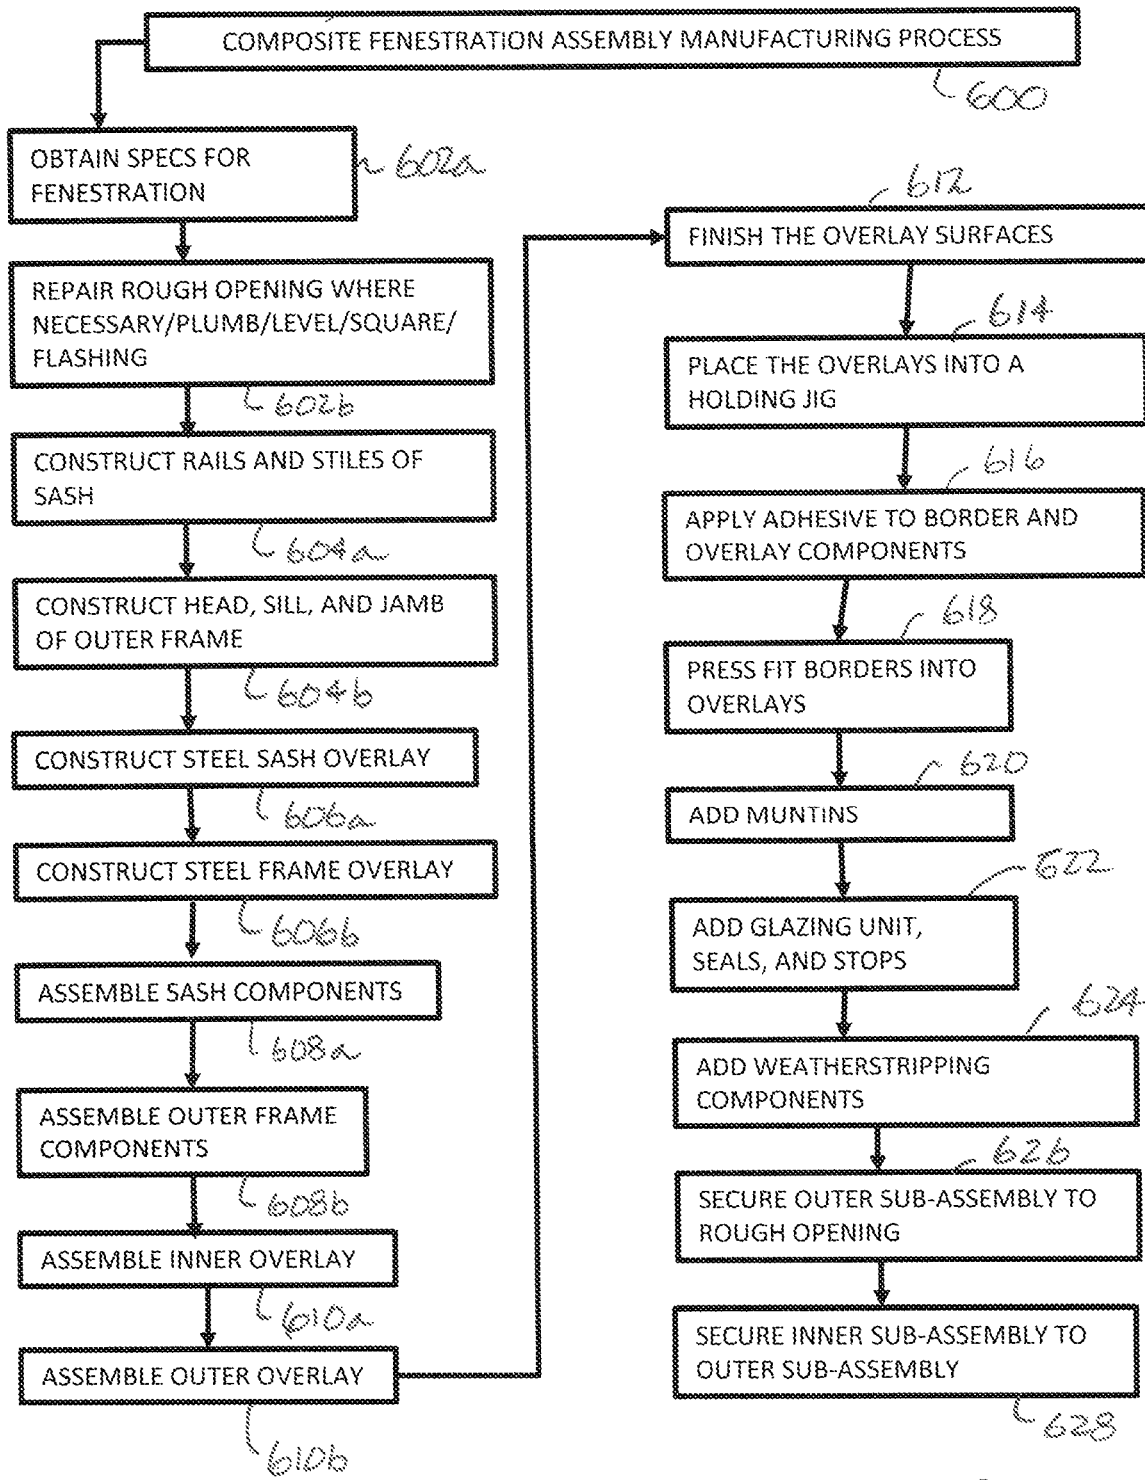 COMPOSITE FENESTRATION ASSEMBLY MANUFACTURING PROCESS
600
OBTAIN SPECS FOR
FENESTRATION
602a
REPAIR ROUGH OPENING WHERE
NECESSARY/PLUMB/LEVEL/SQUARE/
FLASHING
602b
CONSTRUCT RAILS AND STILES OF
SASH
604a
CONSTRUCT HEAD, SILL, AND JAMB
OF OUTER FRAME
604b
CONSTRUCT STEEL SASH OVERLAY
606a
CONSTRUCT STEEL FRAME OVERLAY
606b
ASSEMBLE SASH COMPONENTS
608a
ASSEMBLE OUTER FRAME
COMPONENTS
608b
ASSEMBLE INNER OVERLAY
610a
ASSEMBLE OUTER OVERLAY
610b
612
FINISH THE OVERLAY SURFACES
614
PLACE THE OVERLAYS INTO A
HOLDING JIG
616
APPLY ADHESIVE TO BORDER AND
OVERLAY COMPONENTS
618
PRESS FIT BORDERS INTO
OVERLAYS
620
ADD MUNTINS
622
ADD GLAZING UNIT,
SEALS, AND STOPS
624
ADD WEATHERSTRIPPING
COMPONENTS
626
SECURE OUTER SUB-ASSEMBLY TO
ROUGH OPENING
SECURE INNER SUB-ASSEMBLY TO
OUTER SUB-ASSEMBLY
628